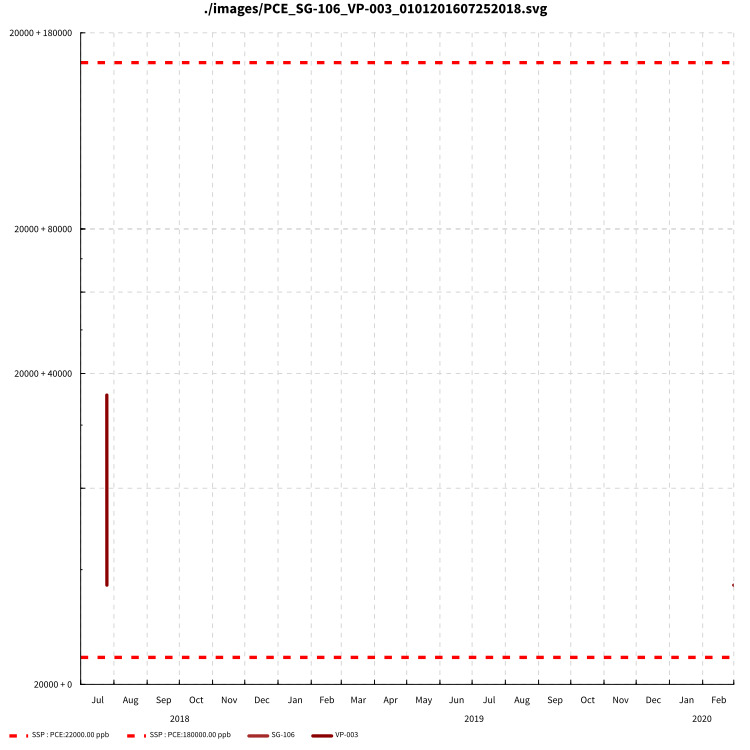 ./images/PCE_SG-106_VP-003_0101201607252018.svg
20000 + 180000
20000 + 80000
20000 + 40000
20000 + 0
Jul Aug Sep Oct Nov Dec Jan Feb Mar Apr May Jun Jul Aug Sep Oct Nov Dec Jan Feb
2018 2019 2020
SSP : PCE:22000.00 ppb SSP : PCE:180000.00 ppb SG-106 VP-003